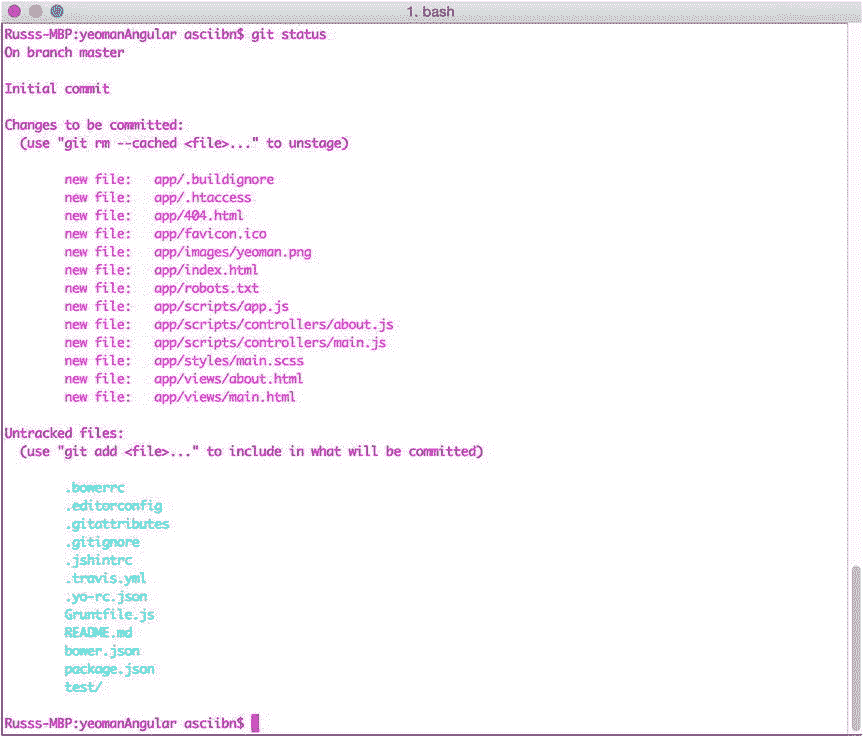 1. bash
Russs-MBP:yeomanAngular asciibn$ git status
On branch master
Initial commit
Changes to be committed:
(use "git rm --cached <file>..." to unstage)
new file: app/.buildignore
new file: app/.htaccess
new file: app/404.html
new file: app/favicon.ico
new file: app/images/yeoman.png
new file: app/index.html
new file: app/robots.txt
new file: app/scripts/app.js
new file: app/scripts/controllers/about.js
new file: app/scripts/controllers/main.js
new file: app/styles/main.scss
new file: app/views/about.html
new file: app/views/main.html
Untracked files:
(use "git add <file>..." to include in what will be committed)
.bowerrc
.editorconfig
.gitattributes
.gitignore
.jshintrc
.travis.yml
.yo-rc.json
Gruntfile.js
README.md
bower.json
package.json
test/
Russs-MBP:yeomanAngular asciibn$